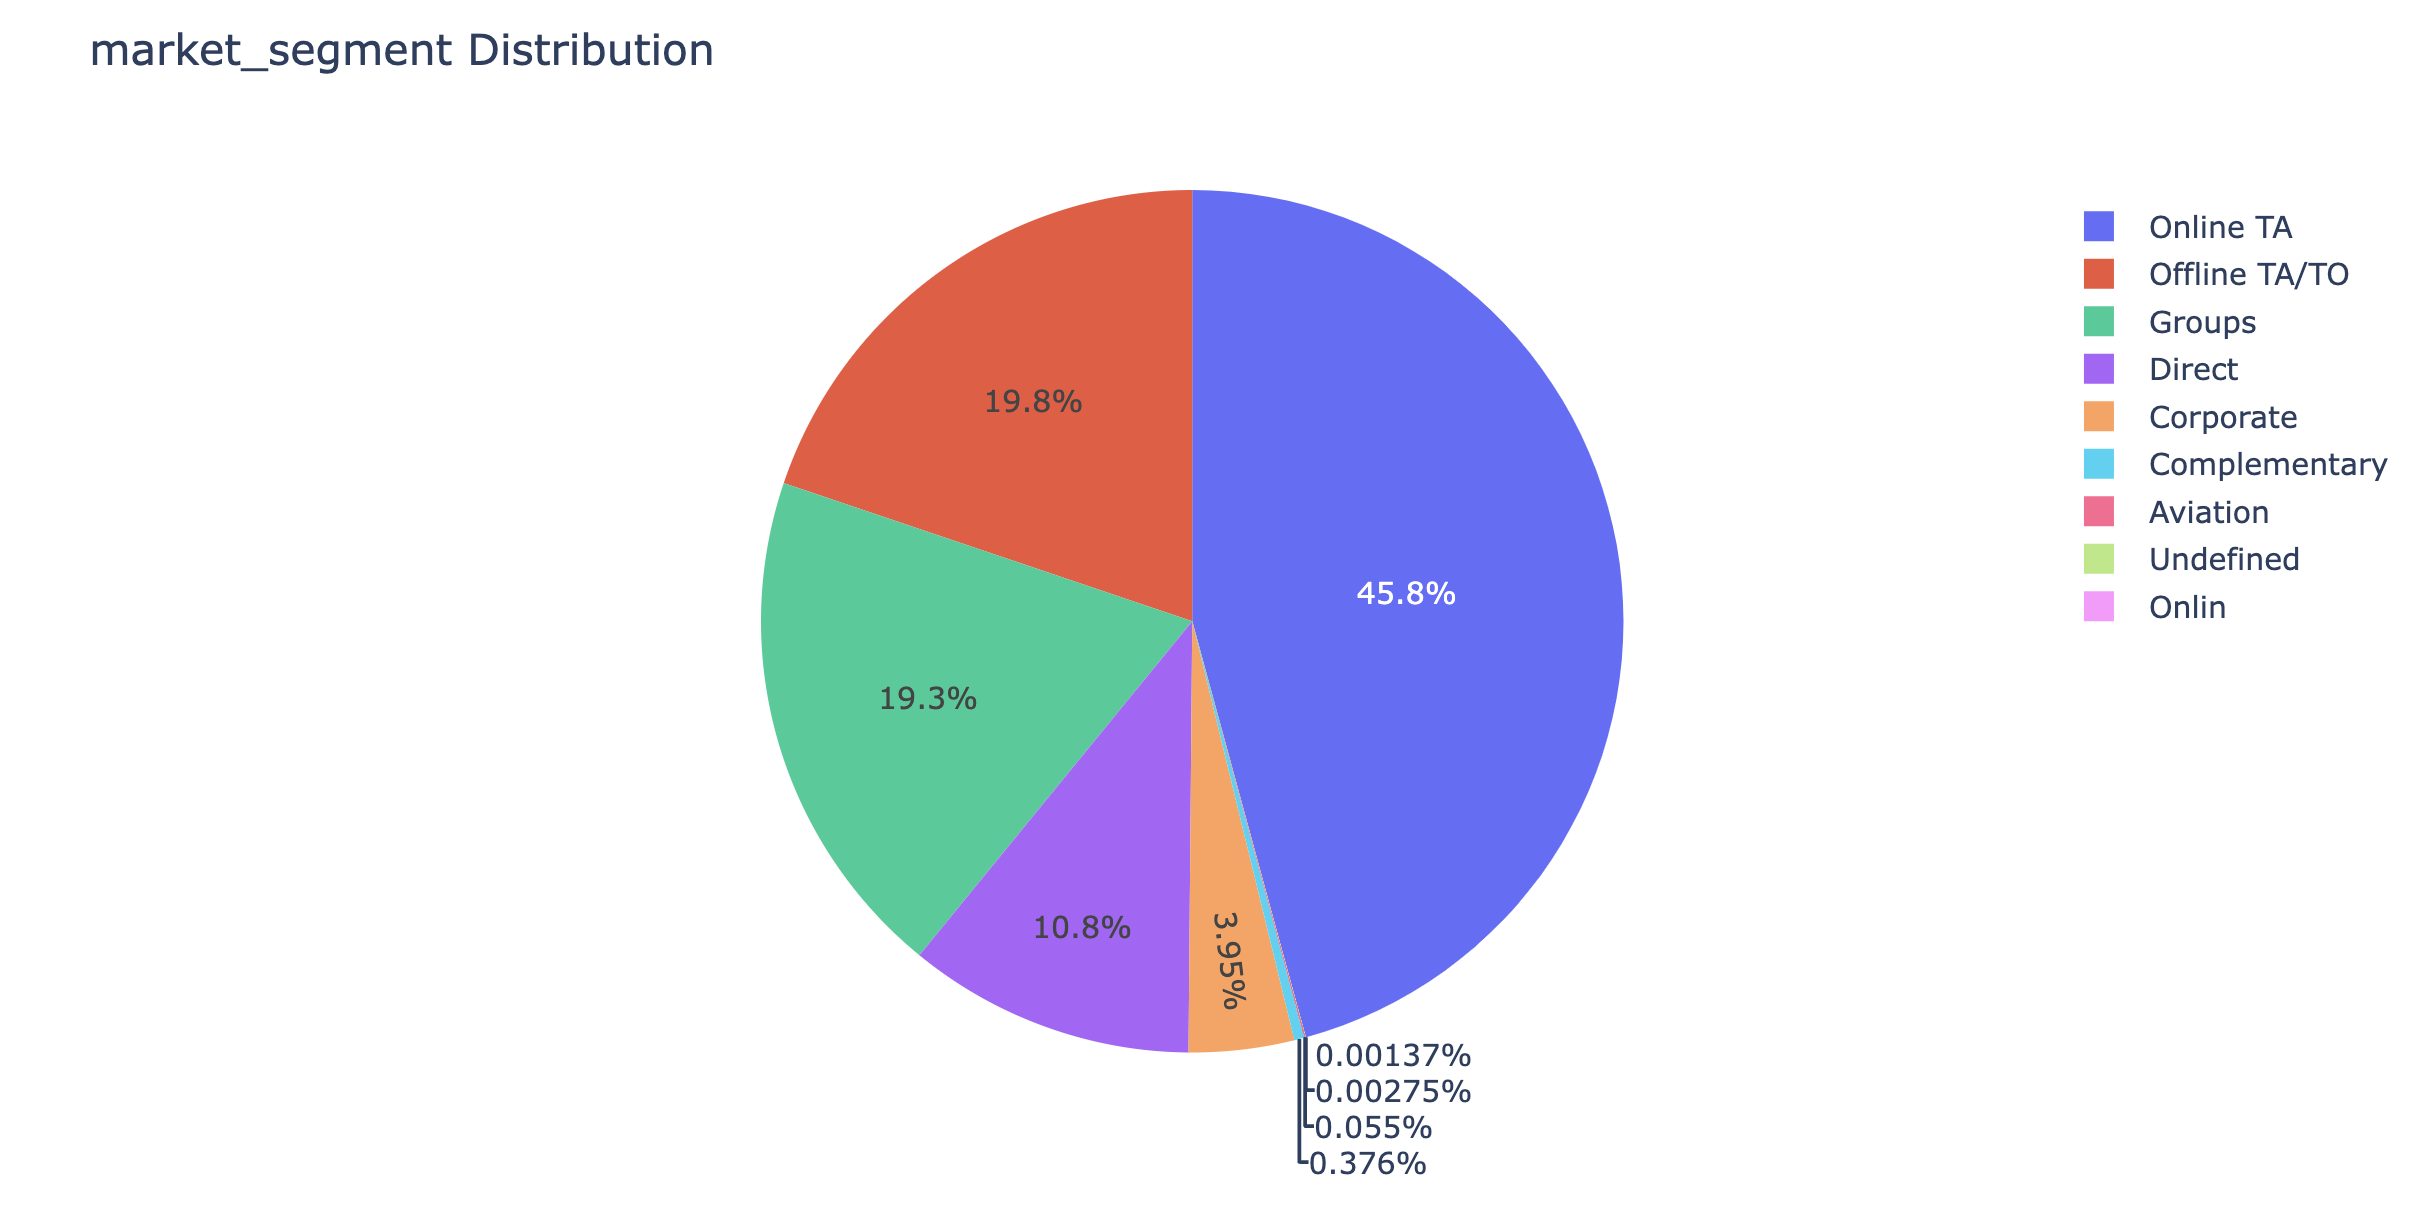 market_segment Distribution
45.8%
19.8%
19.3%
10.8%
3.95%
0.00137%
0.00275%
0.055%
0.376%
Online TA
Offline TA/TO
Groups
Direct
Corporate
Complementary
Aviation
Undefined
Onlin